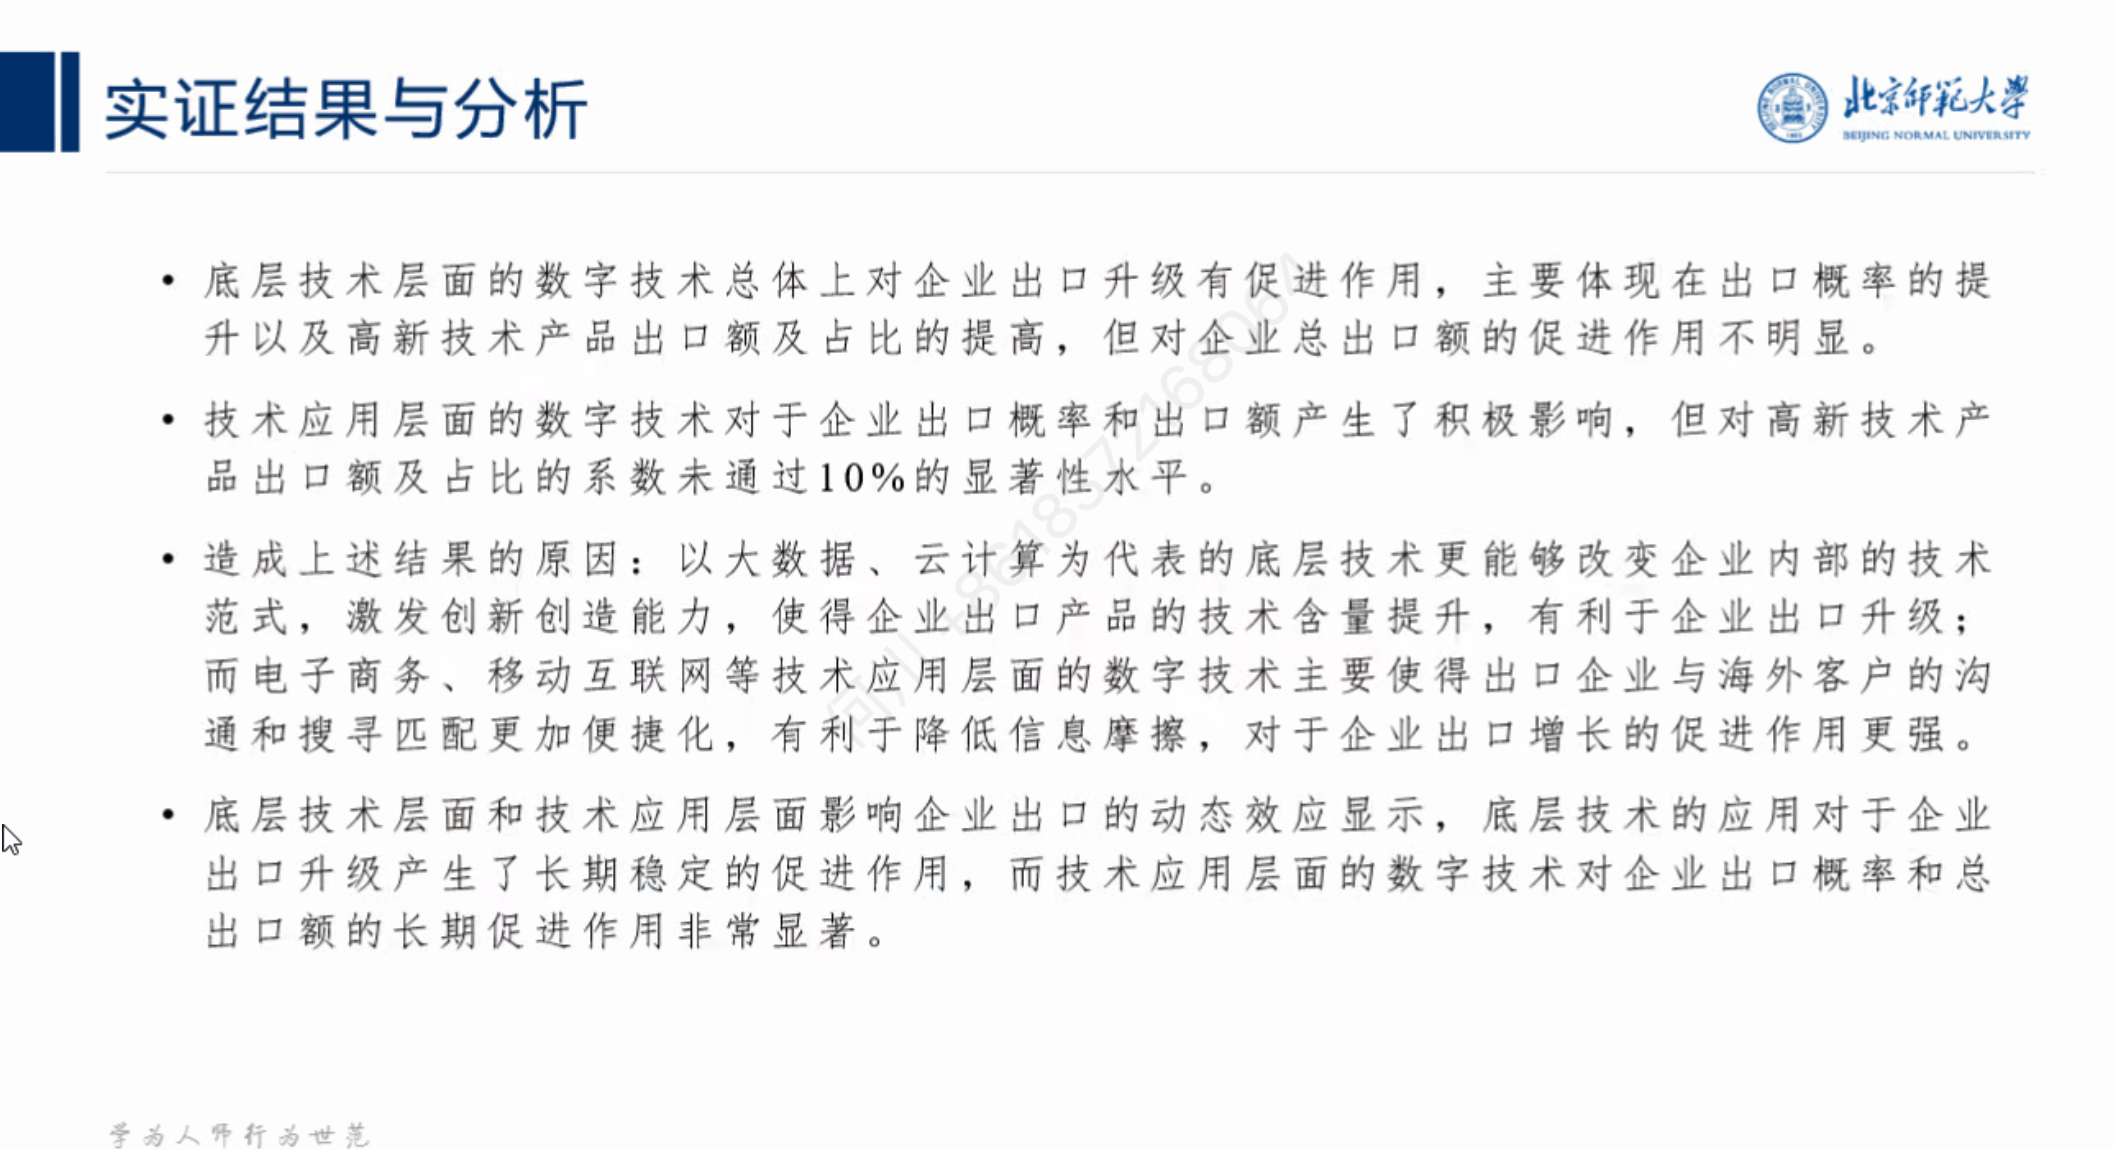 实证结果与分析
北京师范大学
BEIJING NORMAL UNIVERSITY
• 底层技术层面的数字技术总体上对企业出口升级有促进作用，主要体现在出口概率的提
升以及高新技术产品出口额及占比的提高，但对企业总出口额的促进作用不明显。
• 技术应用层面的数字技术对于企业出口概率和出口额产生了积极影响，但对高新技术产
品出口额及占比的系数未通过10%的显著性水平。
• 造成上述结果的原因：以大数据、云计算为代表的底层技术更能够改变企业内部的技术
范式，激发创新创造能力，使得企业出口产品的技术含量提升，有利于企业出口升级；
而电子商务、移动互联网等技术应用层面的数字技术主要使得出口企业与海外客户的沟
通和搜寻匹配更加便捷化，有利于降低信息摩擦，对于企业出口增长的促进作用更强。
• 底层技术层面和技术应用层面影响企业出口的动态效应显示，底层技术的应用对于企业
出口升级产生了长期稳定的促进作用，而技术应用层面的数字技术对企业出口概率和总
出口额的长期促进作用非常显著。
学为人师行为世范